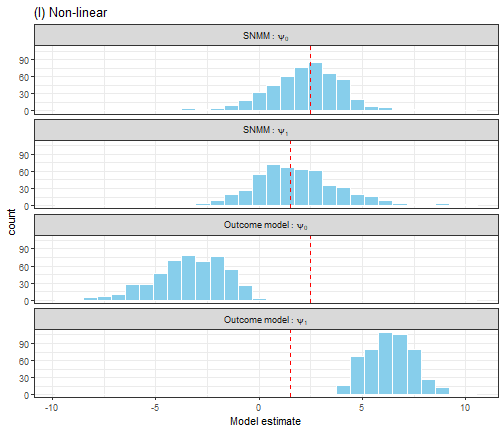 (I) Non-linear
SNMM : Ψ₀
90
60
30
0
SNMM : Ψ₁
90
60
30
0
Outcome model : Ψ₀
90
60
30
0
Outcome model : Ψ₁
90
60
30
0
count
-10 -5 0 5 10
Model estimate